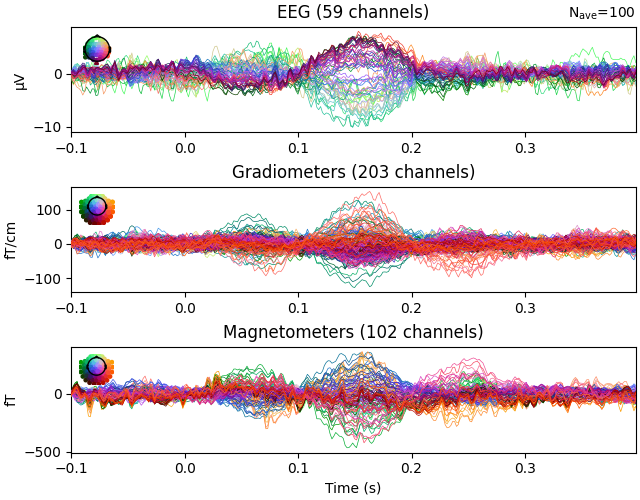 EEG (59 channels)
Nave=100
µV
0
−10
−0.1 0.0 0.1 0.2 0.3
Gradiometers (203 channels)
fT/cm
100
0
−100
−0.1 0.0 0.1 0.2 0.3
Magnetometers (102 channels)
fT
0
−500
−0.1 0.0 0.1 0.2 0.3
Time (s)